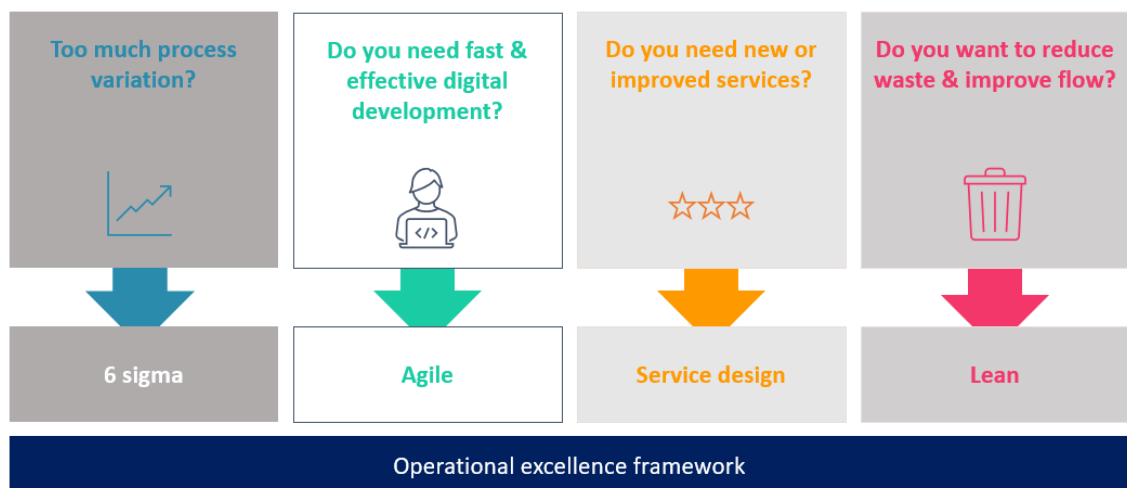 Too much process
variation?
Do you need fast &
effective digital
development?
Do you need new or
improved services?
Do you want to reduce
waste & improve flow?
</>
6 sigma
Agile
Service design
Lean
Operational excellence framework